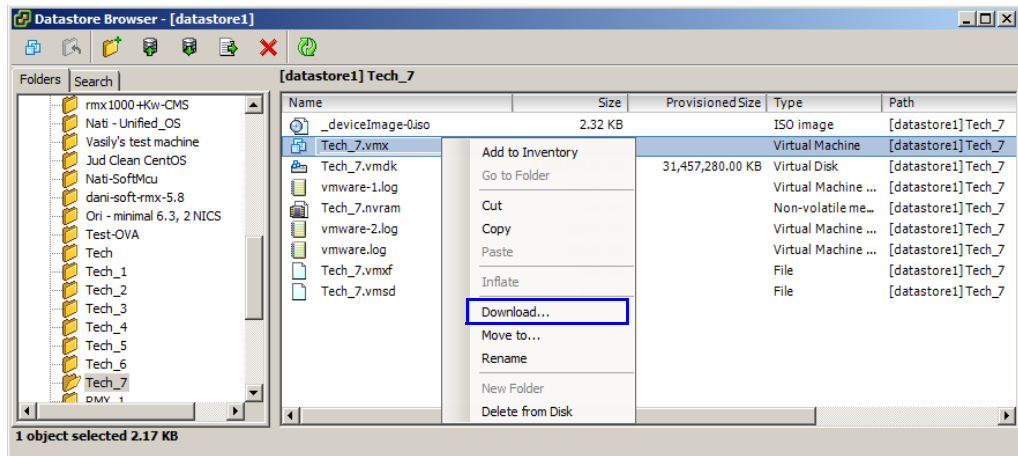 Datastore Browser - [datastore1]
Folders Search [datastore1] Tech_7
rmx1000+Kw-CMS
Nati - Unified_OS
Vasily's test machine
Jud Clean CentOS
Nati-SoftMcu
dani-soft-rmx-5.8
Ori - minimal 6.3, 2 NICS
Test-OVA
Tech
Tech_1
Tech_2
Tech_3
Tech_4
Tech_5
Tech_6
Tech_7
RMX_1
Name Size Provisioned Size Type Path
_deviceImage-0.iso 2.32 KB ISO image [datastore1] Tech_7
Tech_7.vmx Virtual Machine [datastore1] Tech_7
Tech_7.vmdk 31,457,280.00 KB Virtual Disk [datastore1] Tech_7
vmware-1.log Virtual Machine ... [datastore1] Tech_7
Tech_7.nvram Non-volatile me... [datastore1] Tech_7
vmware-2.log Virtual Machine ... [datastore1] Tech_7
vmware.log Virtual Machine ... [datastore1] Tech_7
Tech_7.vmxf File [datastore1] Tech_7
Tech_7.vmsd File [datastore1] Tech_7
Add to Inventory
Go to Folder
Cut
Copy
Paste
Inflate
Download...
Move to...
Rename
New Folder
Delete from Disk
1 object selected 2.17 KB